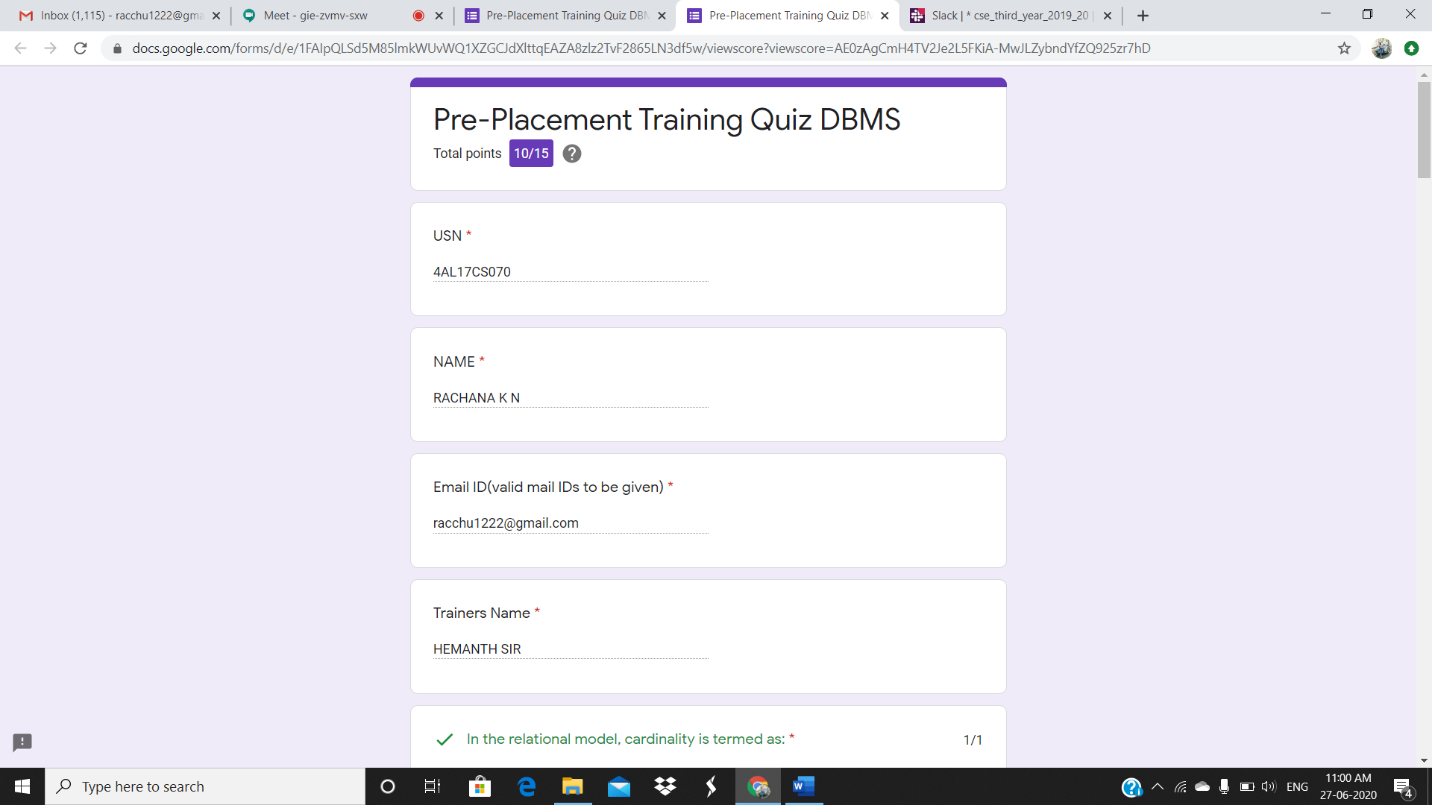 Inbox (1,115) - racchu1222@gma
Meet - gie-zvmv-sxw
Pre-Placement Training Quiz DBM
Pre-Placement Training Quiz DBM
Slack | * cse_third_year_2019_20 |
docs.google.com/forms/d/e/1FAIpQLSd5M85lmkWUvWQ1XZGCJdXlttqEAZA8zIz2TvF2865LN3df5w/viewscore?viewscore=AE0zAgCmH4TV2Je2L5FKiA-MwJLZybndYfZQ925zr7hD
Pre-Placement Training Quiz DBMS
Total points 10/15 ?
USN *
4AL17CS070
NAME *
RACHANA K N
Email ID(valid mail IDs to be given) *
racchu1222@gmail.com
Trainers Name *
HEMANTH SIR
In the relational model, cardinality is termed as: * 1/1
Type here to search
ENG
11:00 AM
27-06-2020
4